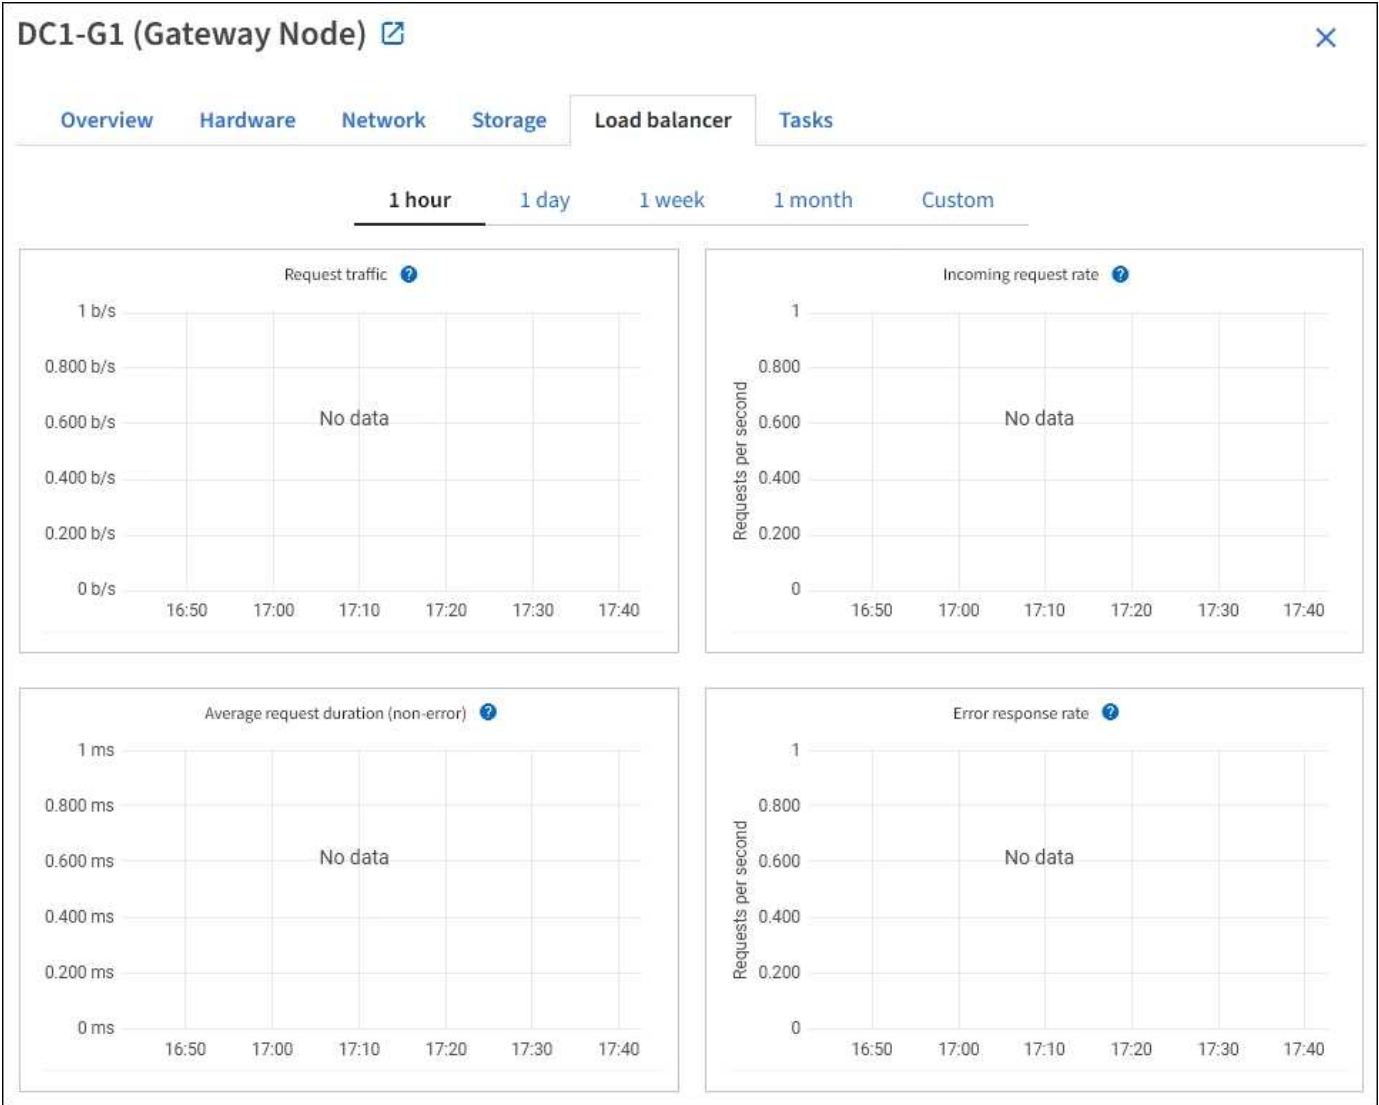 DC1-G1 (Gateway Node)
Overview Hardware Network Storage Load balancer Tasks
1 hour 1 day 1 week 1 month Custom
Request traffic
1 b/s
0.800 b/s
0.600 b/s
0.400 b/s
0.200 b/s
0 b/s
No data
16:50 17:00 17:10 17:20 17:30 17:40
Incoming request rate
Requests per second
1
0.800
0.600
0.400
0.200
0
No data
16:50 17:00 17:10 17:20 17:30 17:40
Average request duration (non-error)
1 ms
0.800 ms
0.600 ms
0.400 ms
0.200 ms
0 ms
No data
16:50 17:00 17:10 17:20 17:30 17:40
Error response rate
Requests per second
1
0.800
0.600
0.400
0.200
0
No data
16:50 17:00 17:10 17:20 17:30 17:40